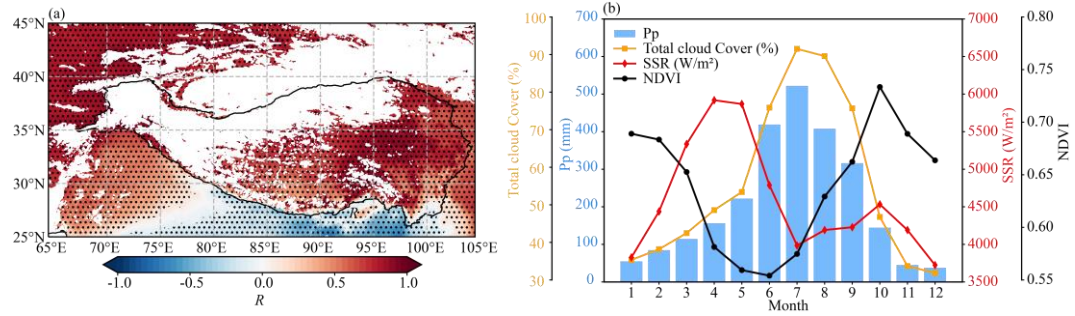 (a)
45°N
40°N
35°N
30°N
25°N
65°E 70°E 75°E 80°E 85°E 90°E 95°E 100°E 105°E
-1.0 -0.5 0.0 0.5 1.0
R
(b)
Total cloud Cover (%)
100
90
80
70
60
50
40
30
Pp (mm)
700
600
500
400
300
200
100
0
Pp
Total cloud Cover (%)
SSR (W/m²)
NDVI
1 2 3 4 5 6 7 8 9 10 11 12
Month
7000
6500
6000
5500
5000
4500
4000
3500
SSR (W/m²)
0.80
0.75
0.70
0.65
0.60
0.55
NDVI